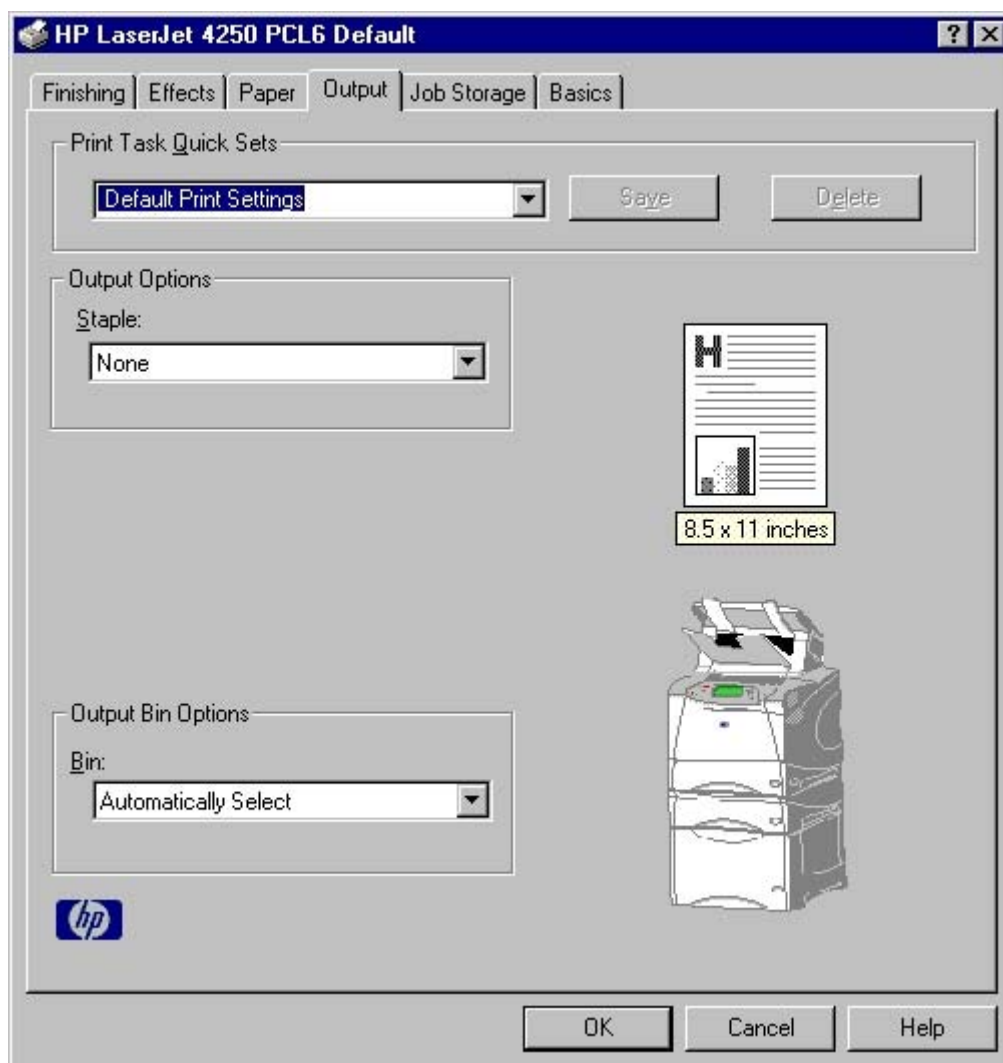 HP LaserJet 4250 PCL6 Default
Finishing Effects Paper Output Job Storage Basics
Print Task Quick Sets
Default Print Settings Save Delete
Output Options
Staple:
None
H
8.5 x 11 inches
Output Bin Options
Bin:
Automatically Select
hp
OK Cancel Help